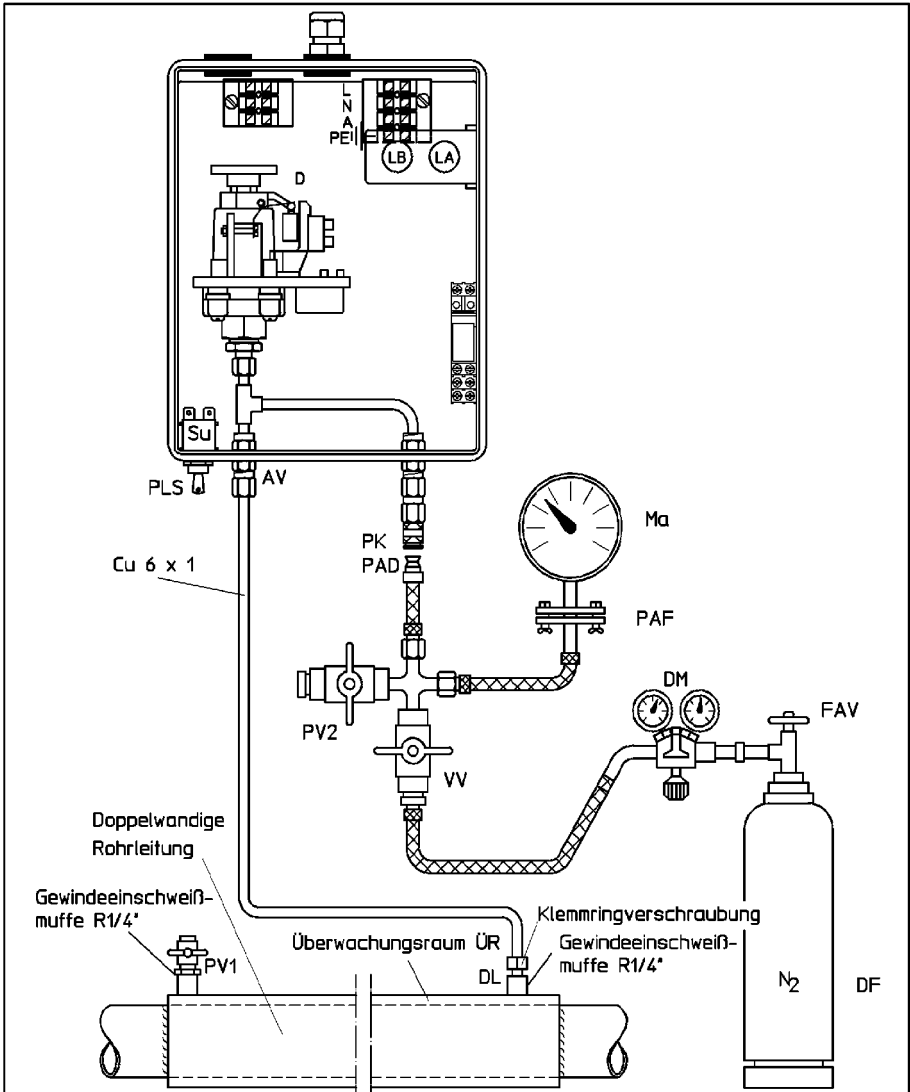 L
N
A
PE
LB
LA
D
Su
PLS
AV
Ma
PK
PAD
Cu 6 x 1
PAF
DM
FAV
PV2
VV
Doppelwandige
Rohrleitung
Gewindeeinschweiß-
muffe R1/4"
PV1
Überwachungsraum ÜR
Klemmringverschraubung
DL
Gewindeeinschweiß-
muffe R1/4"
N2
DF